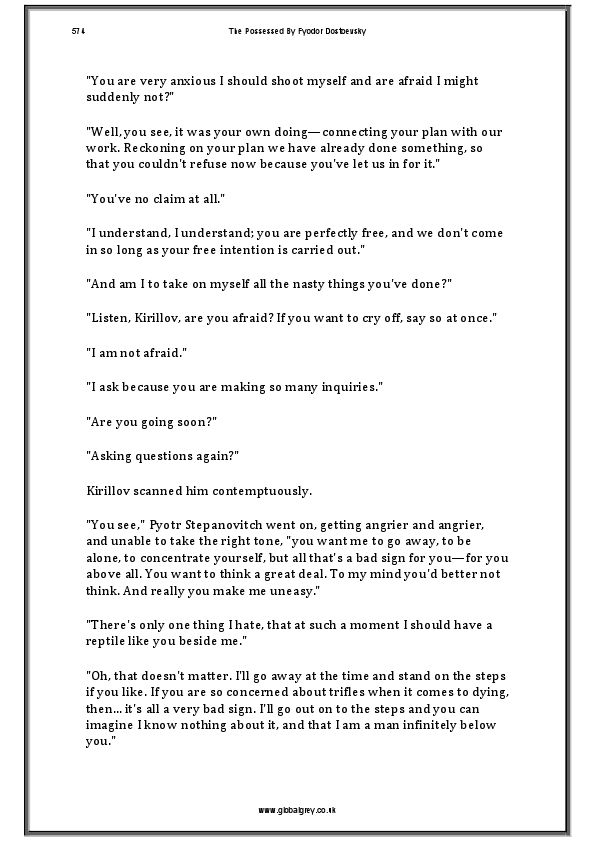 574
The Possessed By Fyodor Dostoevsky
"You are very anxious I should shoot myself and are afraid I might
suddenly not?"
"Well, you see, it was your own doing—connecting your plan with our
work. Reckoning on your plan we have already done something, so
that you couldn't refuse now because you've let us in for it."
"You've no claim at all."
"I understand, I understand; you are perfectly free, and we don't come
in so long as your free intention is carried out."
"And am I to take on myself all the nasty things you've done?"
"Listen, Kirillov, are you afraid? If you want to cry off, say so at once."
"I am not afraid."
"I ask because you are making so many inquiries."
"Are you going soon?"
"Asking questions again?"
Kirillov scanned him contemptuously.
"You see," Pyotr Stepanovitch went on, getting angrier and angrier,
and unable to take the right tone, "you want me to go away, to be
alone, to concentrate yourself, but all that's a bad sign for you—for you
above all. You want to think a great deal. To my mind you'd better not
think. And really you make me uneasy."
"There's only one thing I hate, that at such a moment I should have a
reptile like you beside me."
"Oh, that doesn't matter. I'll go away at the time and stand on the steps
if you like. If you are so concerned about trifles when it comes to dying,
then... it's all a very bad sign. I'll go out on to the steps and you can
imagine I know nothing about it, and that I am a man infinitely below
you."
www.globalgrey.co.uk